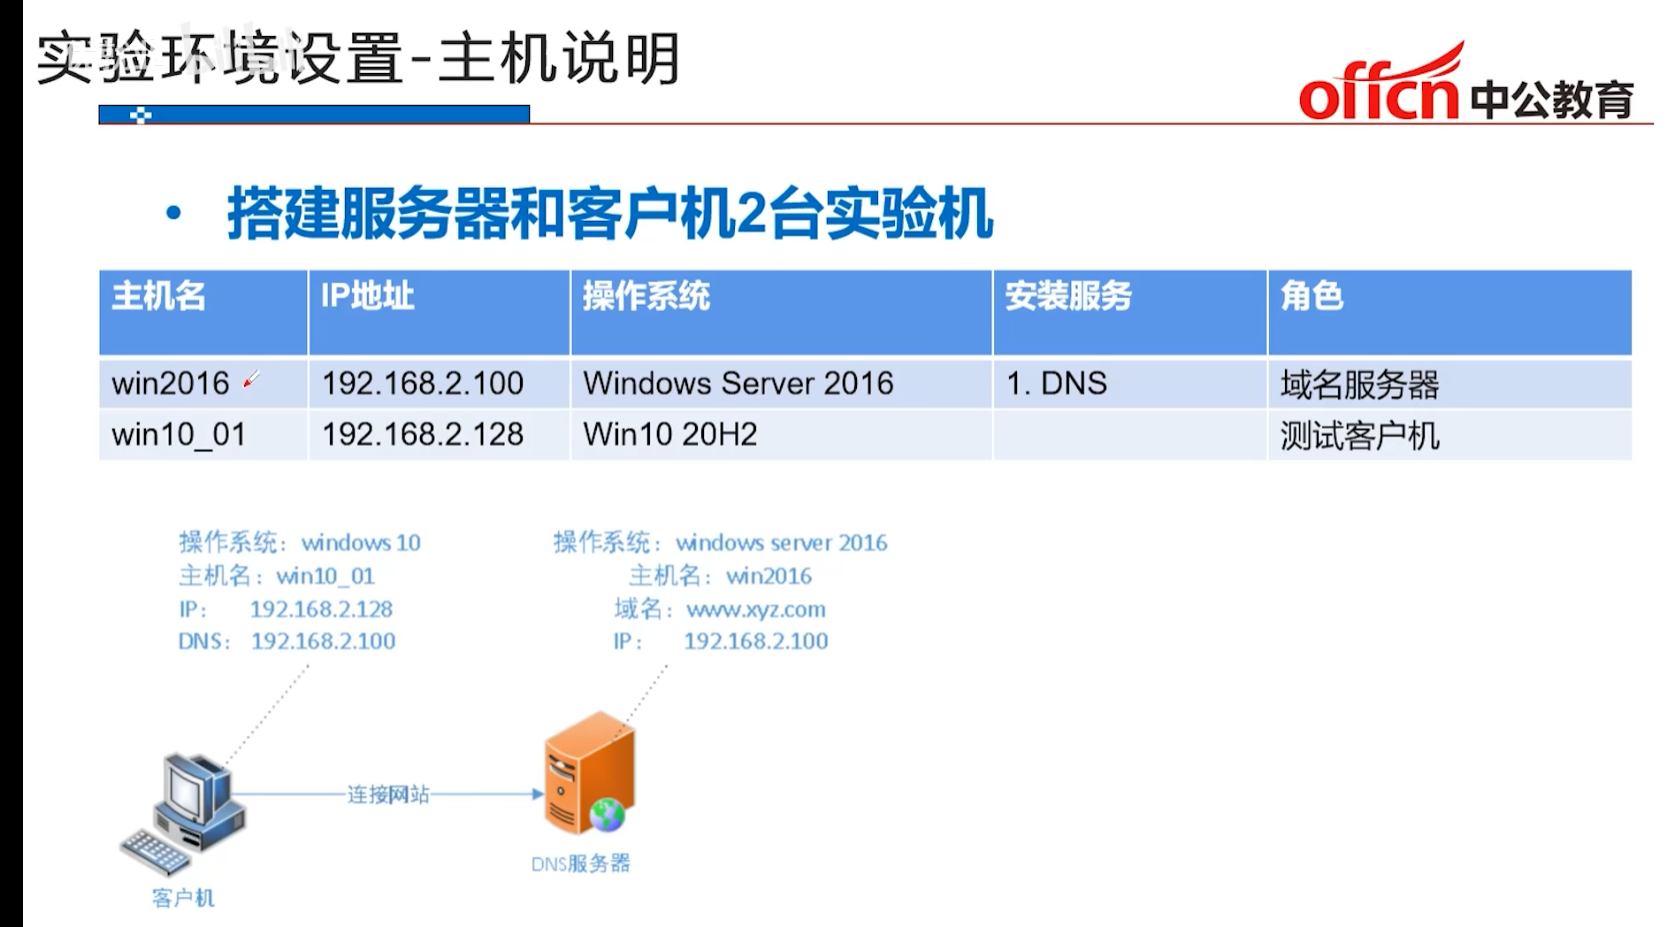 实验环境设置-主机说明
offcn 中公教育
• 搭建服务器和客户机2台实验机
主机名 IP地址 操作系统 安装服务 角色
win2016 192.168.2.100 Windows Server 2016 1. DNS 域名服务器
win10_01 192.168.2.128 Win10 20H2 测试客户机
操作系统：windows 10
主机名：win10_01
IP： 192.168.2.128
DNS： 192.168.2.100
操作系统：windows server 2016
主机名：win2016
域名：www.xyz.com
IP： 192.168.2.100
连接网站
DNS服务器
客户机